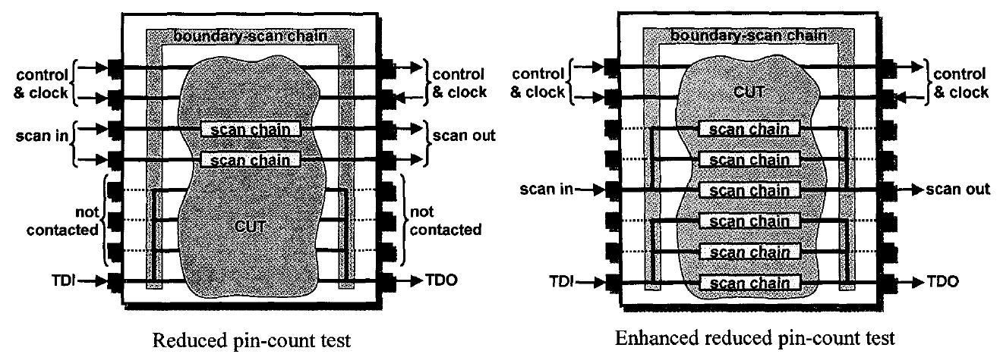 boundary-scan chain
control
& clock
control
& clock
scan in
scan chain
scan out
scan chain
not
contacted
CUT
not
contacted
TDI
TDO
Reduced pin-count test
boundary-scan chain
control
& clock
CUT
control
& clock
scan chain
scan chain
scan in
scan chain
scan out
scan chain
scan chain
TDI
scan chain
TDO
Enhanced reduced pin-count test